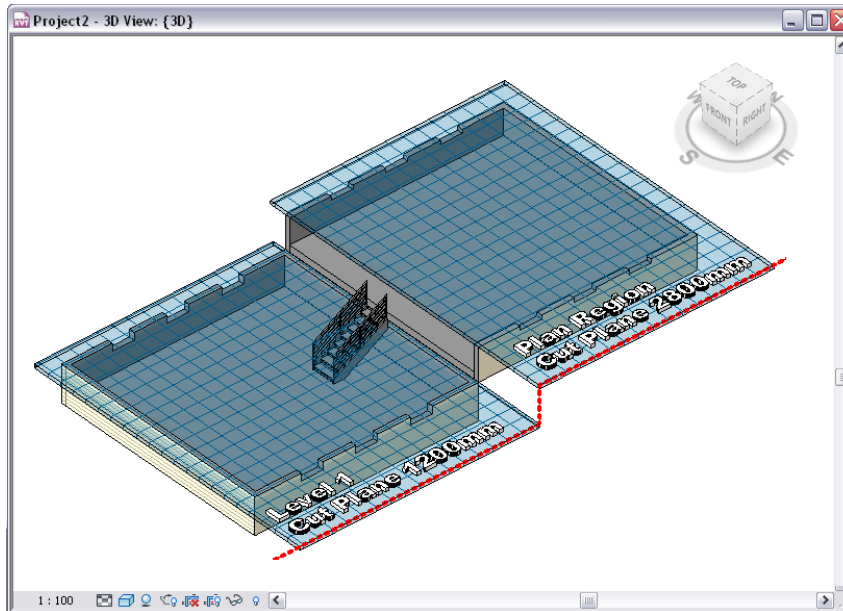 RVT
Project2 - 3D View: {3D}
TOP
W
N
FRONT
RIGHT
S
E
Plan Region
Cut Plane 2800mm
Level 1
Cut Plane 1200mm
1 : 100